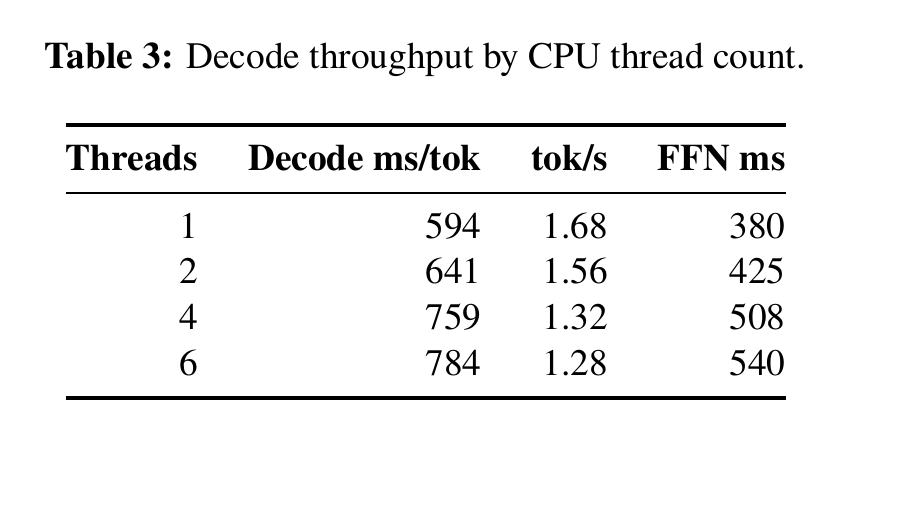 Table 3: Decode throughput by CPU thread count.
Threads Decode ms/tok tok/s FFN ms
1 594 1.68 380
2 641 1.56 425
4 759 1.32 508
6 784 1.28 540